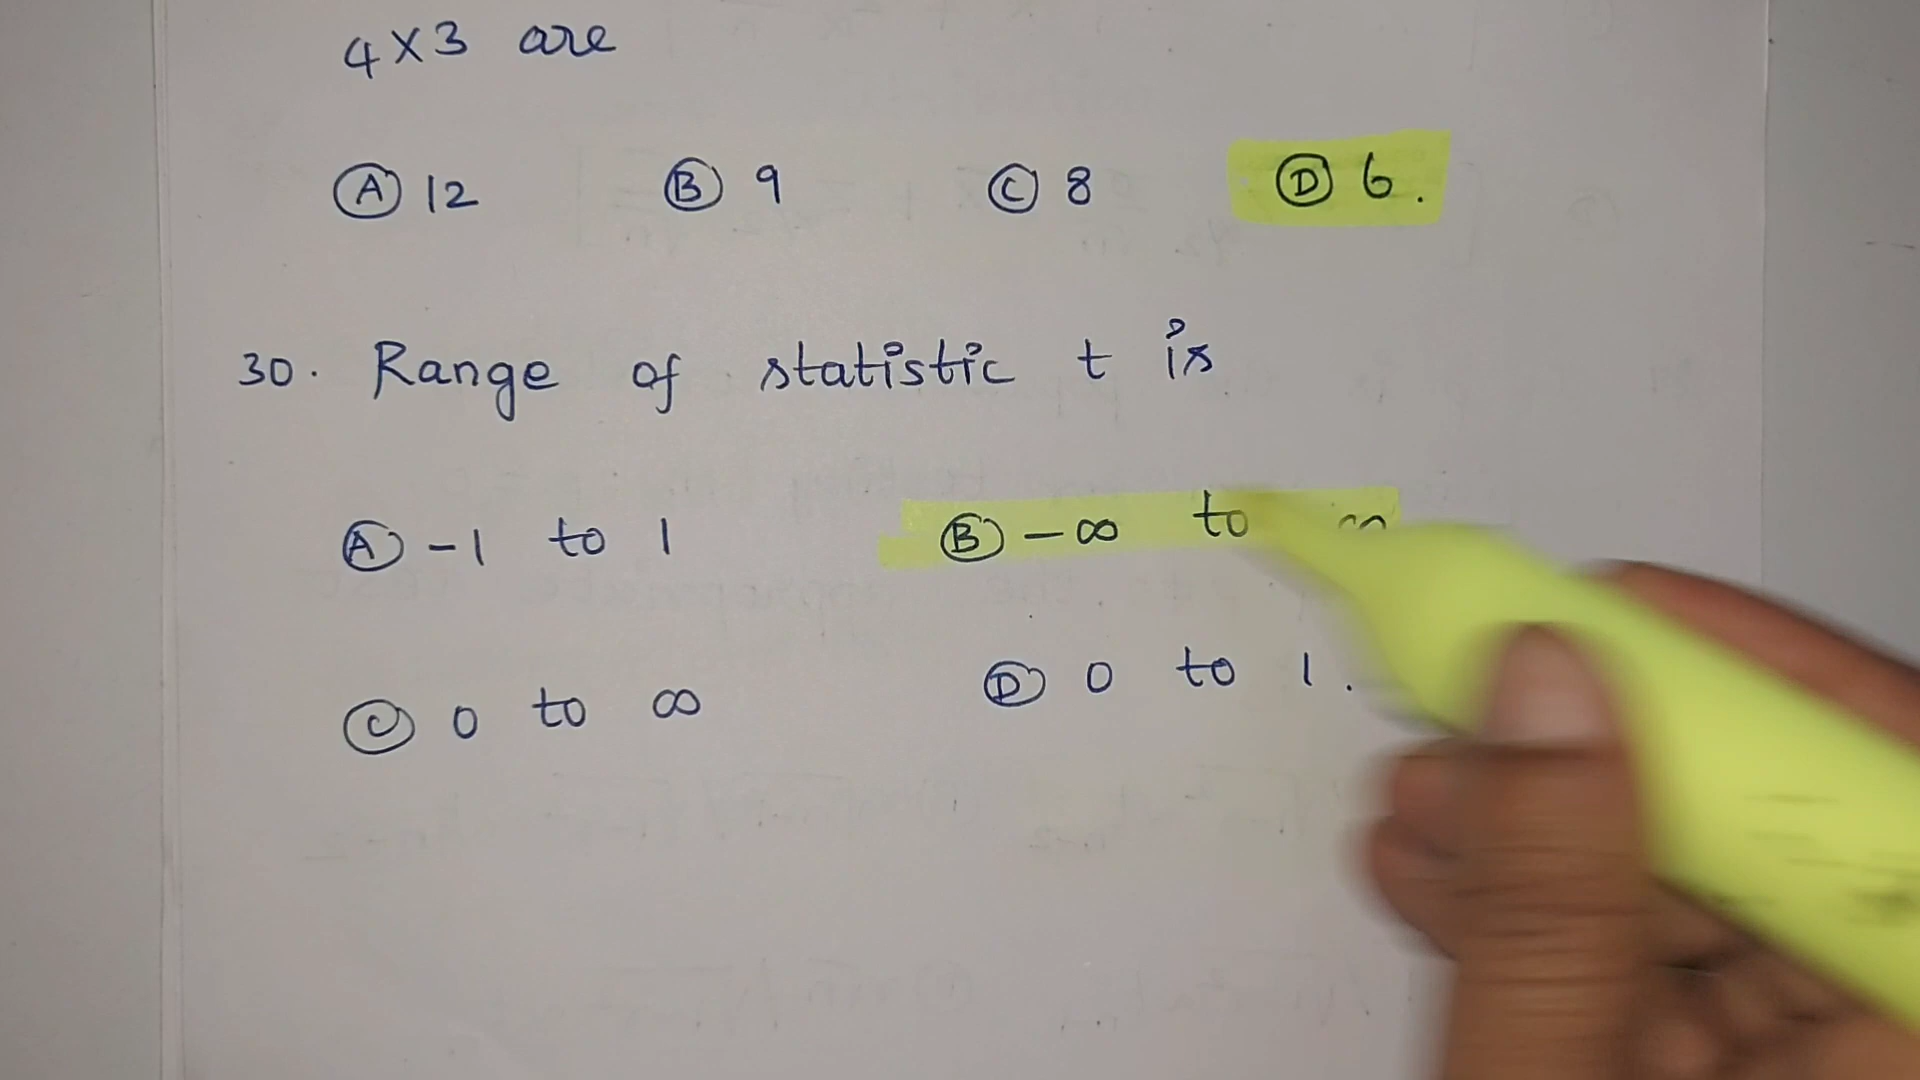 4×3 are
Ⓐ 12 Ⓑ 9 Ⓒ 8 Ⓓ 6.
30. Range of statistic t is
Ⓐ -1 to 1 Ⓑ -∞ to ∞
Ⓒ 0 to ∞ Ⓓ 0 to 1.